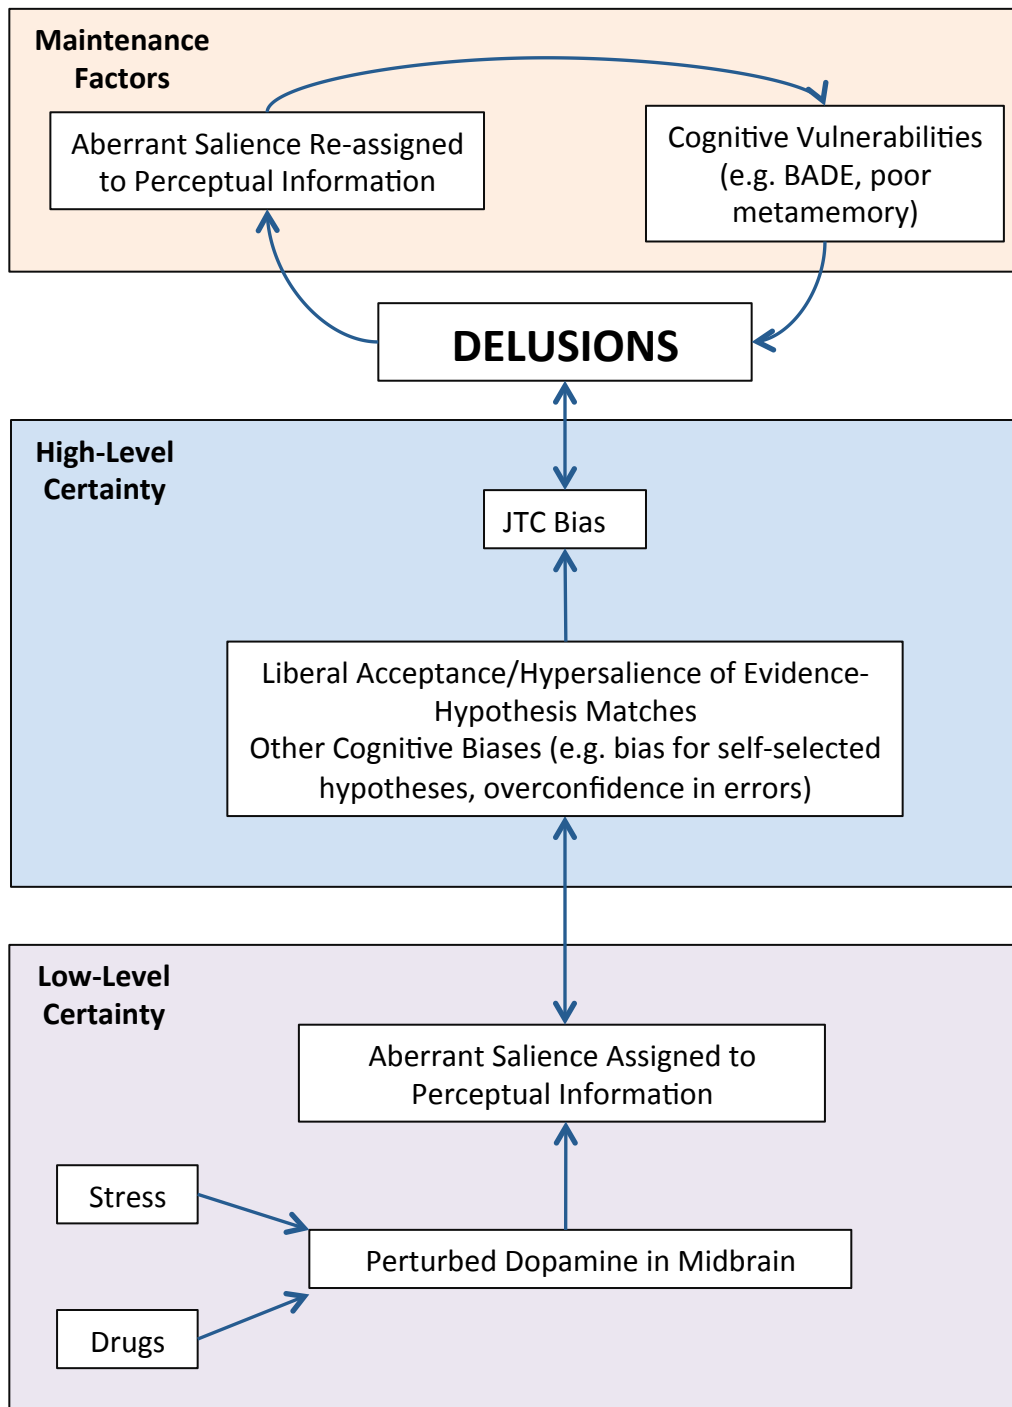 Maintenance
Factors
Aberrant Salience Re-assigned
to Perceptual Information
Cognitive Vulnerabilities
(e.g. BADE, poor
metamemory)
DELUSIONS
High-Level
Certainty
JTC Bias
Liberal Acceptance/Hypersalience of Evidence-
Hypothesis Matches
Other Cognitive Biases (e.g. bias for self-selected
hypotheses, overconfidence in errors)
Low-Level
Certainty
Aberrant Salience Assigned to
Perceptual Information
Stress
Perturbed Dopamine in Midbrain
Drugs